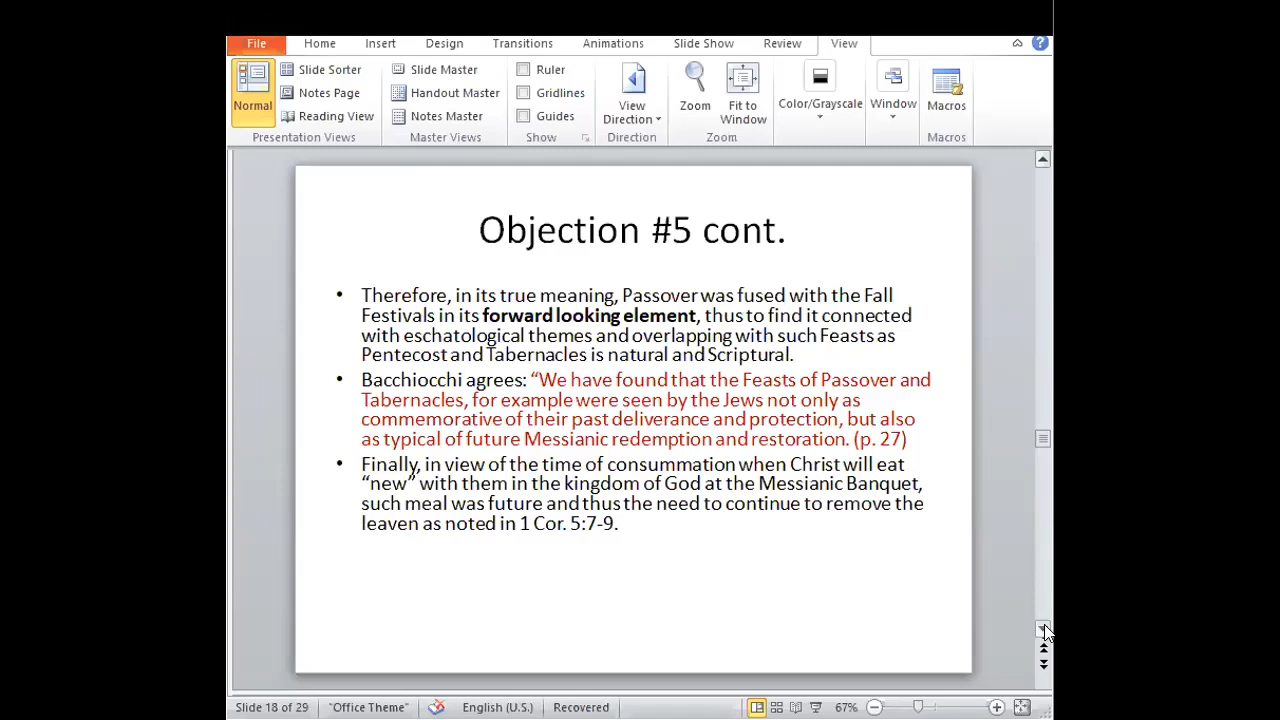 File Home Insert Design Transitions Animations Slide Show Review View
Slide Sorter Slide Master Ruler
Notes Page Handout Master Gridlines
Normal Reading View Notes Master Guides View Direction Zoom Fit to Window Color/Grayscale Window Macros
Presentation Views Master Views Show Direction Zoom Macros
Objection #5 cont.
• Therefore, in its true meaning, Passover was fused with the Fall
Festivals in its forward looking element, thus to find it connected
with eschatological themes and overlapping with such Feasts as
Pentecost and Tabernacles is natural and Scriptural.
• Bacchiocchi agrees: “We have found that the Feasts of Passover and
Tabernacles, for example were seen by the Jews not only as
commemorative of their past deliverance and protection, but also
as typical of future Messianic redemption and restoration. (p. 27)
• Finally, in view of the time of consummation when Christ will eat
“new” with them in the kingdom of God at the Messianic Banquet,
such meal was future and thus the need to continue to remove the
leaven as noted in 1 Cor. 5:7-9.
Slide 18 of 29 "Office Theme" English (U.S.) Recovered 67%